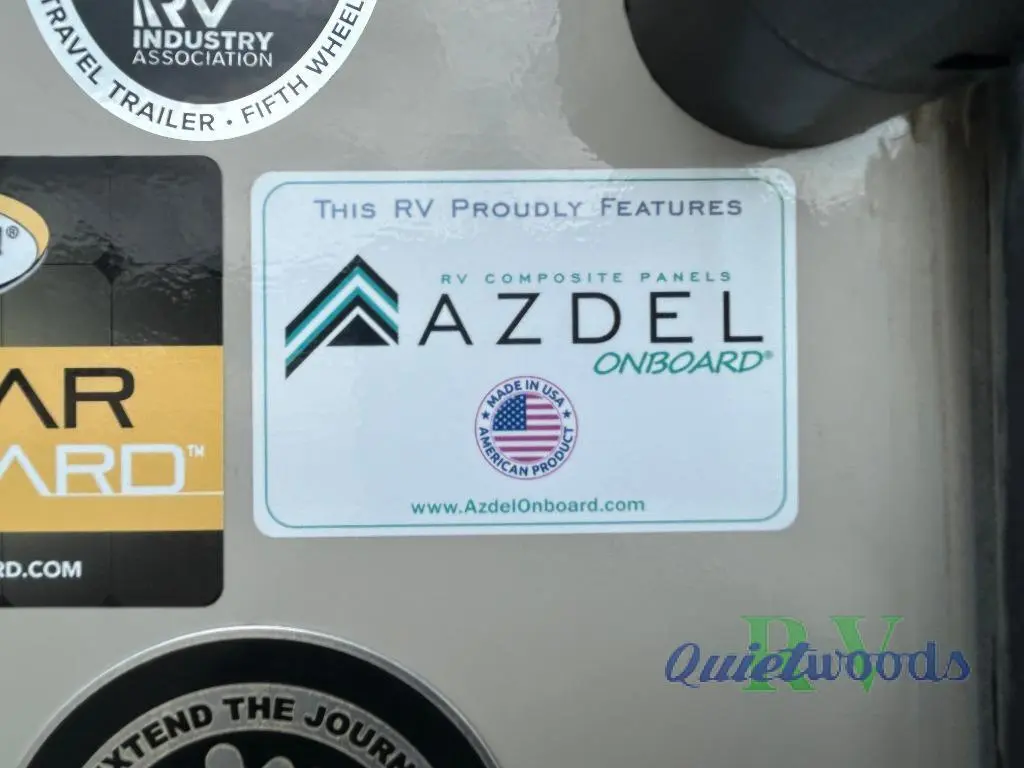 RV
INDUSTRY
ASSOCIATION
TRAVEL TRAILER • FIFTH WHEEL
®
This RV Proudly Features
RV COMPOSITE PANELS
AZDEL
ONBOARD®
MADE IN USA
AMERICAN PRODUCT
www.AzdelOnboard.com
AR
ARD™
RD.COM
RV
Quietwoods
EXTEND THE JOURN